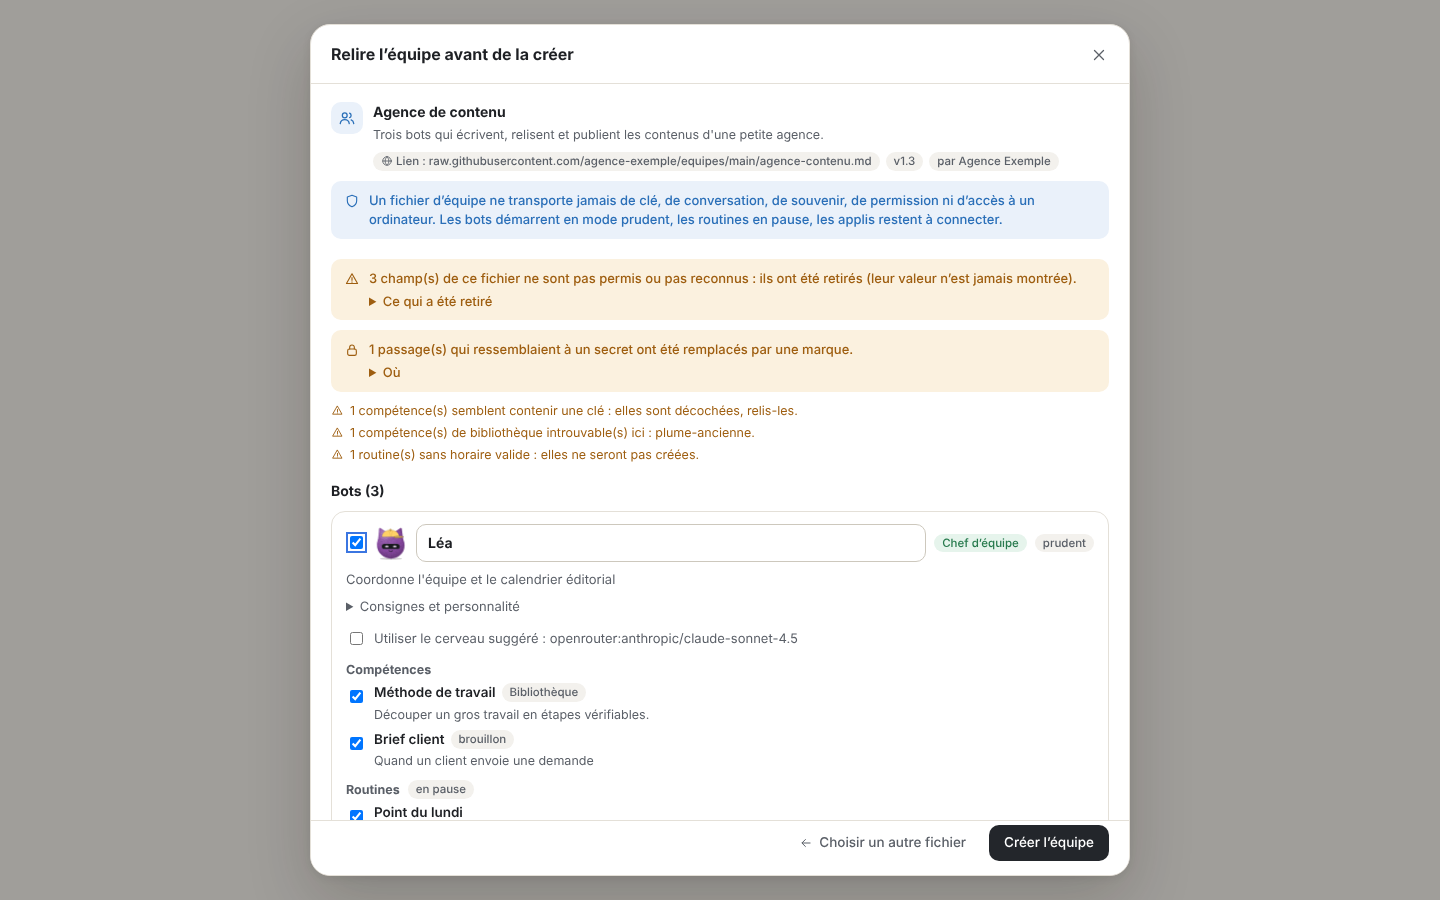 Relire l’équipe avant de la créer
Agence de contenu
Trois bots qui écrivent, relisent et publient les contenus d'une petite agence.
Lien : raw.githubusercontent.com/agence-exemple/equipes/main/agence-contenu.md v1.3 par Agence Exemple
Un fichier d’équipe ne transporte jamais de clé, de conversation, de souvenir, de permission ni d’accès à un
ordinateur. Les bots démarrent en mode prudent, les routines en pause, les applis restent à connecter.
3 champ(s) de ce fichier ne sont pas permis ou pas reconnus : ils ont été retirés (leur valeur n’est jamais montrée).
Ce qui a été retiré
1 passage(s) qui ressemblaient à un secret ont été remplacés par une marque.
Où
1 compétence(s) semblent contenir une clé : elles sont décochées, relis-les.
1 compétence(s) de bibliothèque introuvable(s) ici : plume-ancienne.
1 routine(s) sans horaire valide : elles ne seront pas créées.
Bots (3)
Léa Chef d’équipe prudent
Coordonne l'équipe et le calendrier éditorial
Consignes et personnalité
Utiliser le cerveau suggéré : openrouter:anthropic/claude-sonnet-4.5
Compétences
Méthode de travail Bibliothèque
Découper un gros travail en étapes vérifiables.
Brief client brouillon
Quand un client envoie une demande
Routines en pause
Point du lundi
← Choisir un autre fichier Créer l’équipe